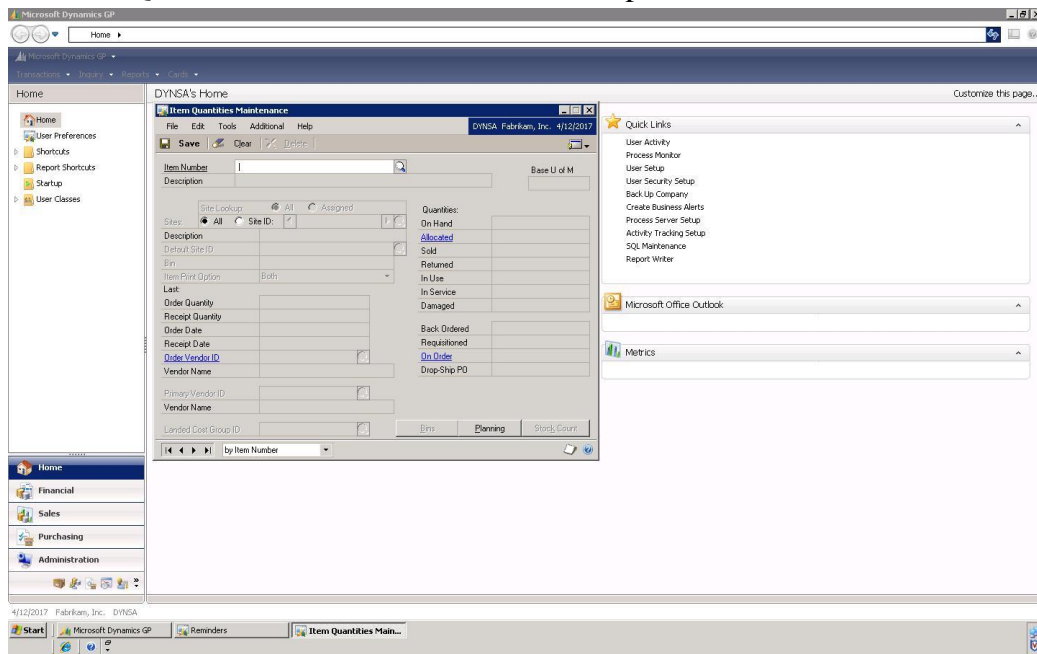 Microsoft Dynamics GP
Home
Microsoft Dynamics GP
Transactions Inquiry Reports Cards
Home
DYNSA's Home
Customize this page...
Home
User Preferences
Shortcuts
Report Shortcuts
Startup
User Classes
Item Quantities Maintenance
File Edit Tools Additional Help
DYNSA Fabrikam, Inc. 4/12/2017
Save Clear Delete
Item Number
Base U of M
Description
Site Lookup: All Assigned
Quantities:
Sites: All Site ID:
On Hand
Description
Allocated
Default Site ID
Sold
Bin
Returned
Item Print Option Both
In Use
Last:
In Service
Order Quantity
Damaged
Receipt Quantity
Order Date
Back Ordered
Receipt Date
Requisitioned
Order Vendor ID
On Order
Vendor Name
Drop-Ship PO
Primary Vendor ID
Vendor Name
Landed Cost Group ID
Bins Planning Stock Count
by Item Number
Quick Links
User Activity
Process Monitor
User Setup
User Security Setup
Back Up Company
Create Business Alerts
Process Server Setup
Activity Tracking Setup
SQL Maintenance
Report Writer
Microsoft Office Outlook
Metrics
Home
Financial
Sales
Purchasing
Administration
4/12/2017 Fabrikam, Inc. DYNSA
Start Microsoft Dynamics GP Reminders Item Quantities Main...